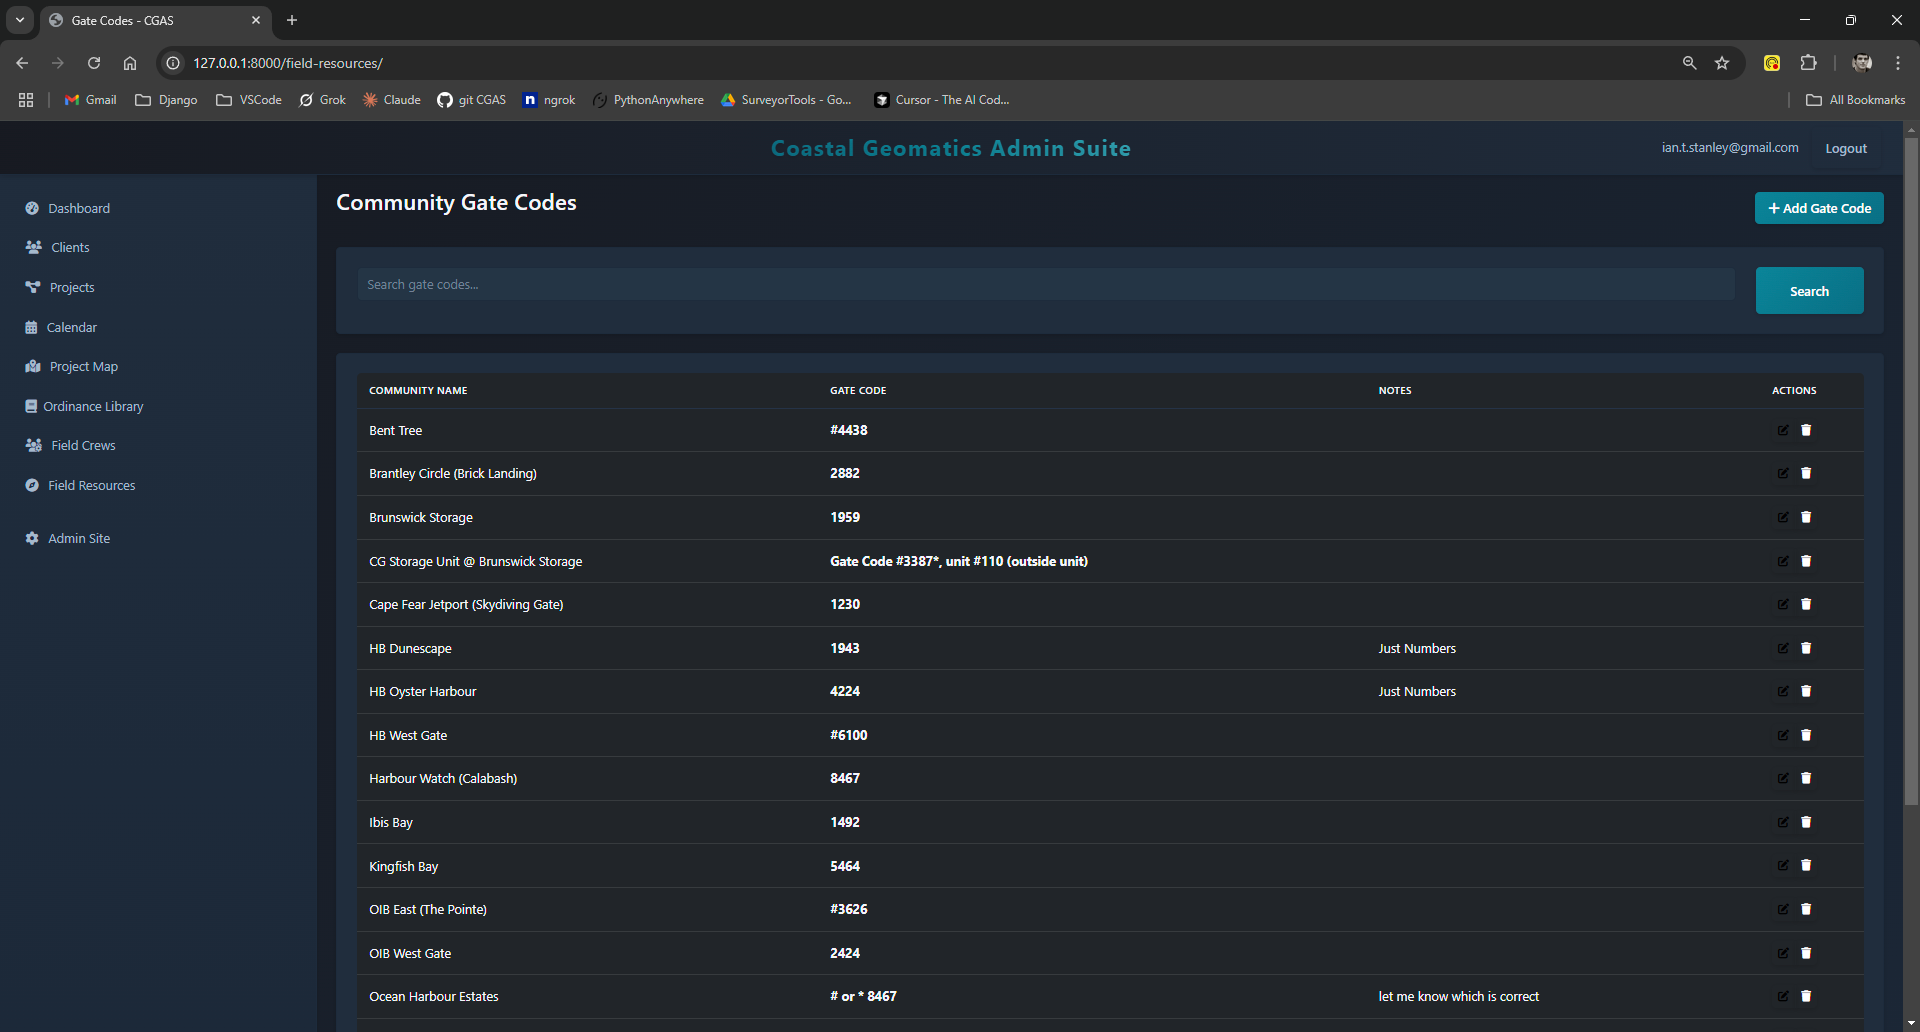 Gate Codes - CGAS
127.0.0.1:8000/field-resources/
Gmail Django VSCode Grok Claude git CGAS ngrok PythonAnywhere SurveyorTools - Go... Cursor - The AI Cod... All Bookmarks
Coastal Geomatics Admin Suite
ian.t.stanley@gmail.com Logout
Dashboard
Clients
Projects
Calendar
Project Map
Ordinance Library
Field Crews
Field Resources
Admin Site
Community Gate Codes
+ Add Gate Code
Search gate codes...
Search
COMMUNITY NAME GATE CODE NOTES ACTIONS
Bent Tree #4438
Brantley Circle (Brick Landing) 2882
Brunswick Storage 1959
CG Storage Unit @ Brunswick Storage Gate Code #3387*, unit #110 (outside unit)
Cape Fear Jetport (Skydiving Gate) 1230
HB Dunescape 1943 Just Numbers
HB Oyster Harbour 4224 Just Numbers
HB West Gate #6100
Harbour Watch (Calabash) 8467
Ibis Bay 1492
Kingfish Bay 5464
OIB East (The Pointe) #3626
OIB West Gate 2424
Ocean Harbour Estates # or * 8467 let me know which is correct